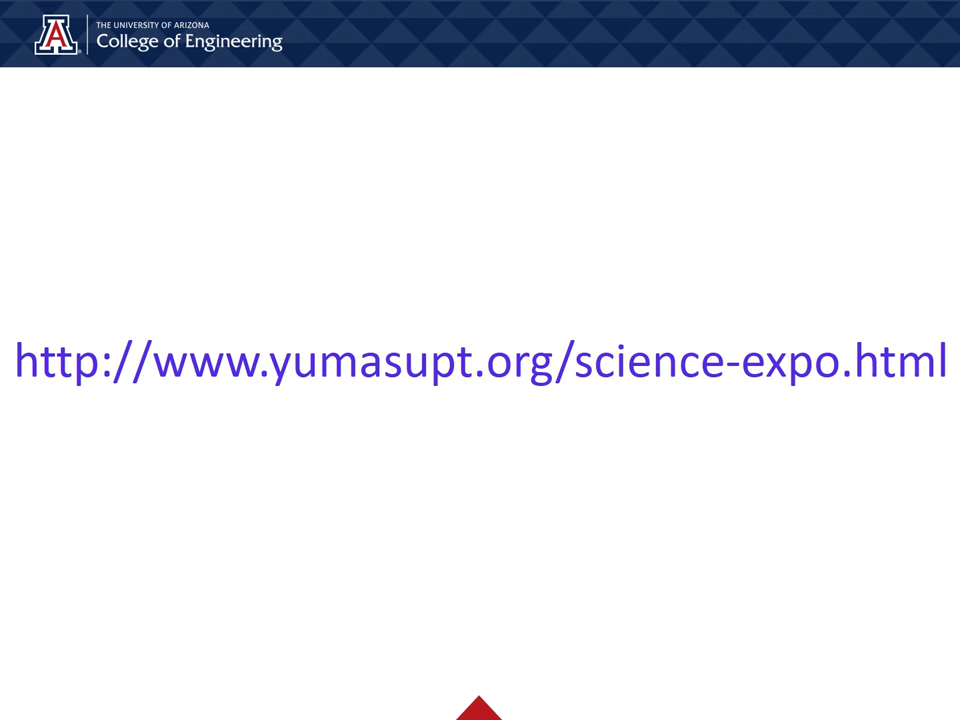 THE UNIVERSITY OF ARIZONA
College of Engineering
http://www.yumasupt.org/science-expo.html